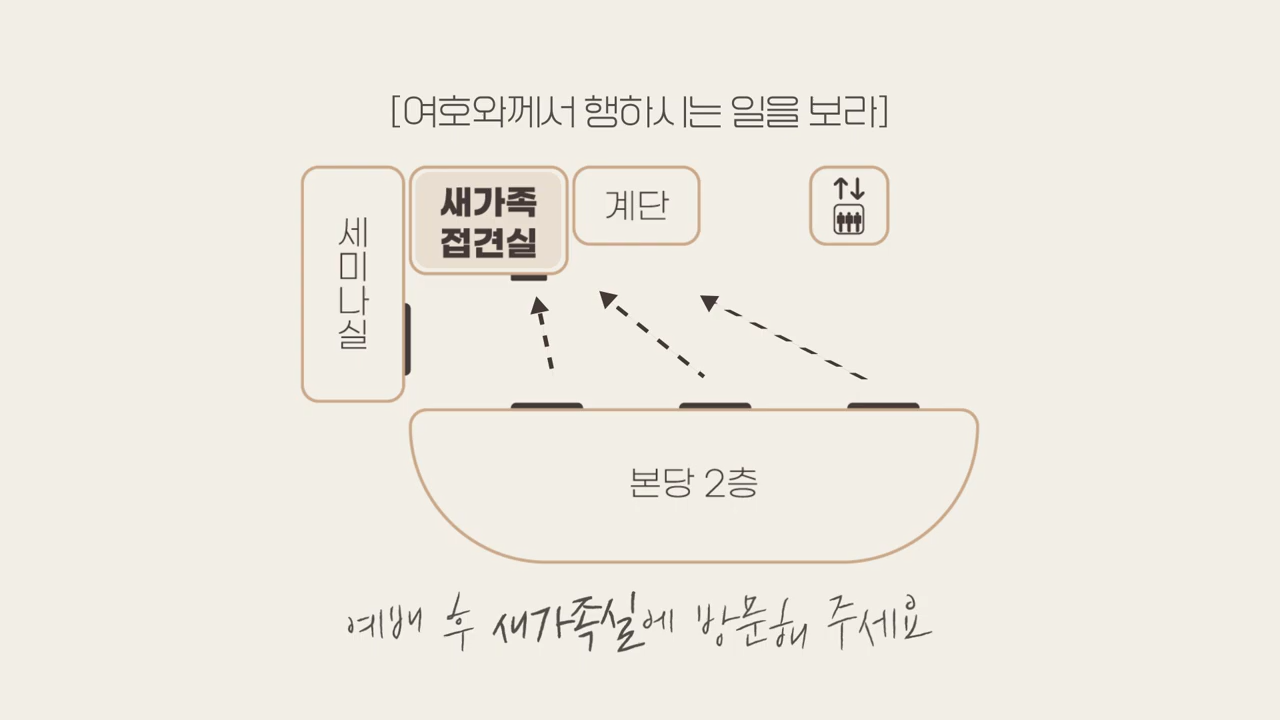 [여호와께서 행하시는 일을 보라]
세미나실
새가족
접견실
계단
본당 2층
예배 후 새가족실에 방문해 주세요